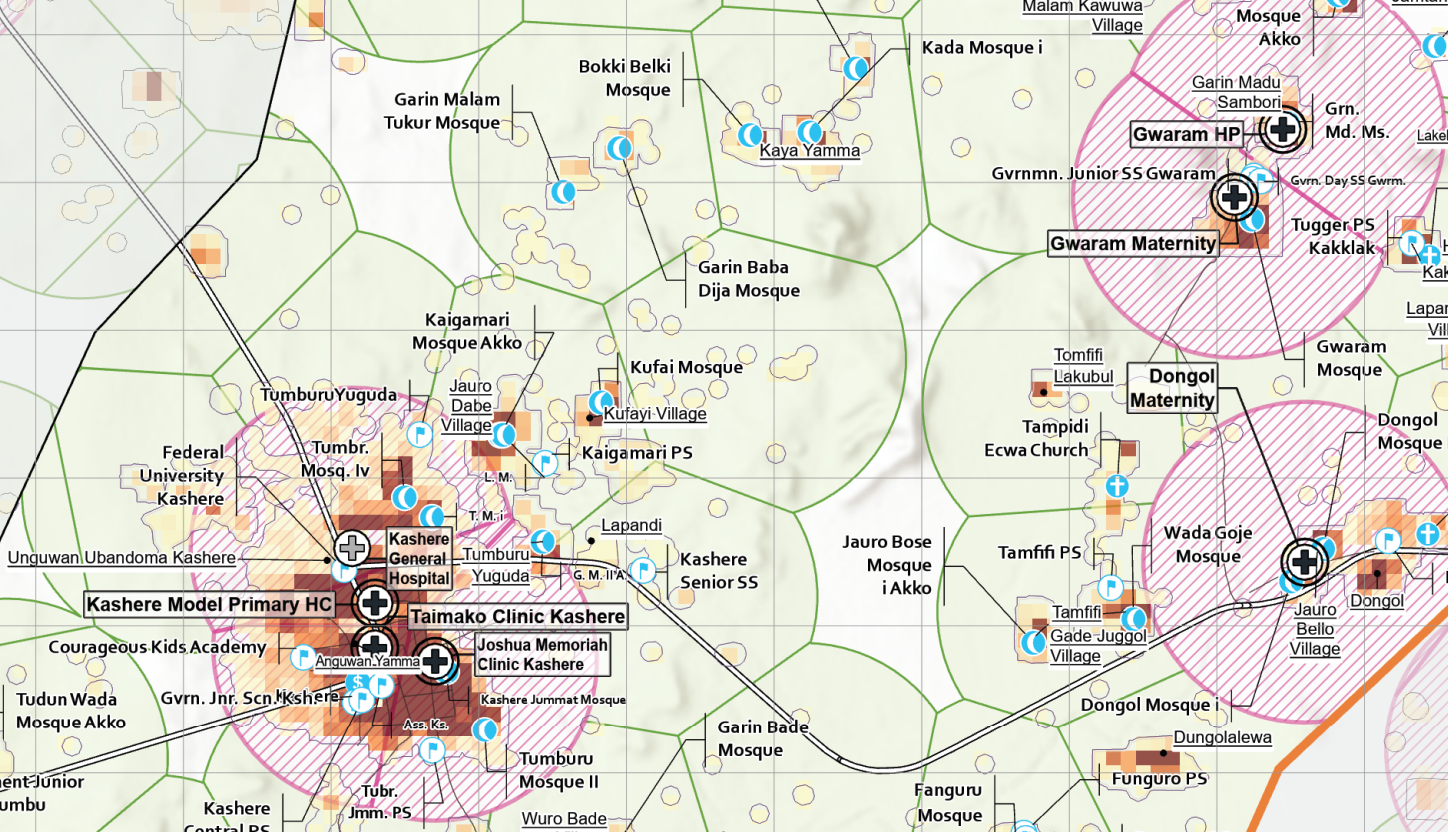 Malam Kawuwa
Village
Mosque
Akko
Kada Mosque i
Bokki Belki
Mosque
Garin Malam
Tukur Mosque
Kaya Yamma
Garin Madu
Sambori
Grn.
Md. Ms.
Gwaram HP
Gvrnmn. Junior SS Gwaram
Gvrn. Day SS Gwrm.
Gwaram Maternity
Tugger PS
Kakklak
Garin Baba
Dija Mosque
Kaigamari
Mosque Akko
Gwaram
Mosque
Kufai Mosque
Tomfifi
Lakubul
Dongol
Maternity
TumburuYuguda
Jauro
Dabe
Village
Kufayi Village
Dongol
Mosque
Tampidi
Ecwa Church
Federal
University
Kashere
Tumbr.
Mosq. Iv
Kaigamari PS
L. M.
T. M. i
Lapandi
Kashere
General
Hospital
Wada Goje
Mosque
Jauro Bose
Mosque
i Akko
Tamfifi PS
Unguwan Ubandoma Kashere
Tumburu
Yuguda
G. M. II'A.
Kashere
Senior SS
Kashere Model Primary HC
Taimako Clinic Kashere
Tamfifi
Gade Juggol
Village
Jauro
Bello
Village
Dongol
Courageous Kids Academy
Anguwan Yamma
Joshua Memoriah
Clinic Kashere
Tudun Wada
Mosque Akko
Gvrn. Jnr. Scn. Kshr.
Kashere
Kashere Jummat Mosque
Ass. Ks.
Dongol Mosque i
Garin Bade
Mosque
Dungolalewa
Tumburu
Mosque II
Funguro PS
Tubr.
Jmm. PS
Fanguru
Mosque
Kashere
Central PS
Wuro Bade